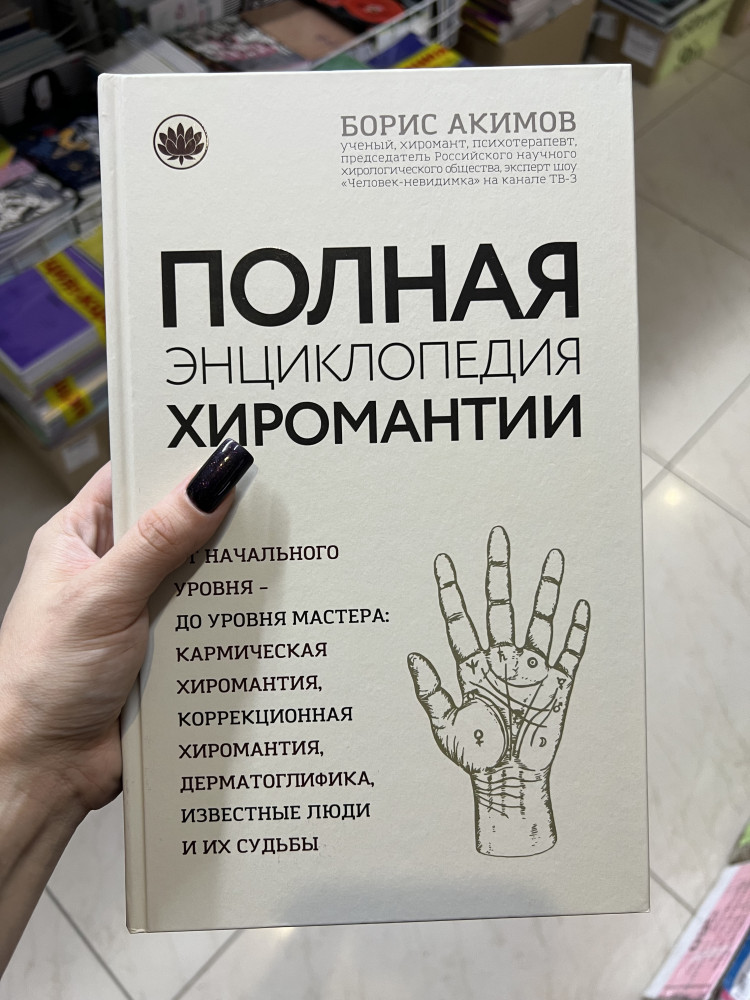 БОРИС АКИМОВ
ученый, хиромант, психотерапевт,
председатель Российского научного
хирологического общества, эксперт шоу
«Человек-невидимка» на канале ТВ-3
ПОЛНАЯ
ЭНЦИКЛОПЕДИЯ
ХИРОМАНТИИ
НАЧАЛЬНОГО
УРОВНЯ –
ДО УРОВНЯ МАСТЕРА:
КАРМИЧЕСКАЯ
ХИРОМАНТИЯ,
КОРРЕКЦИОННАЯ
ХИРОМАНТИЯ,
ДЕРМАТОГЛИФИКА,
ИЗВЕСТНЫЕ ЛЮДИ
И ИХ СУДЬБЫ